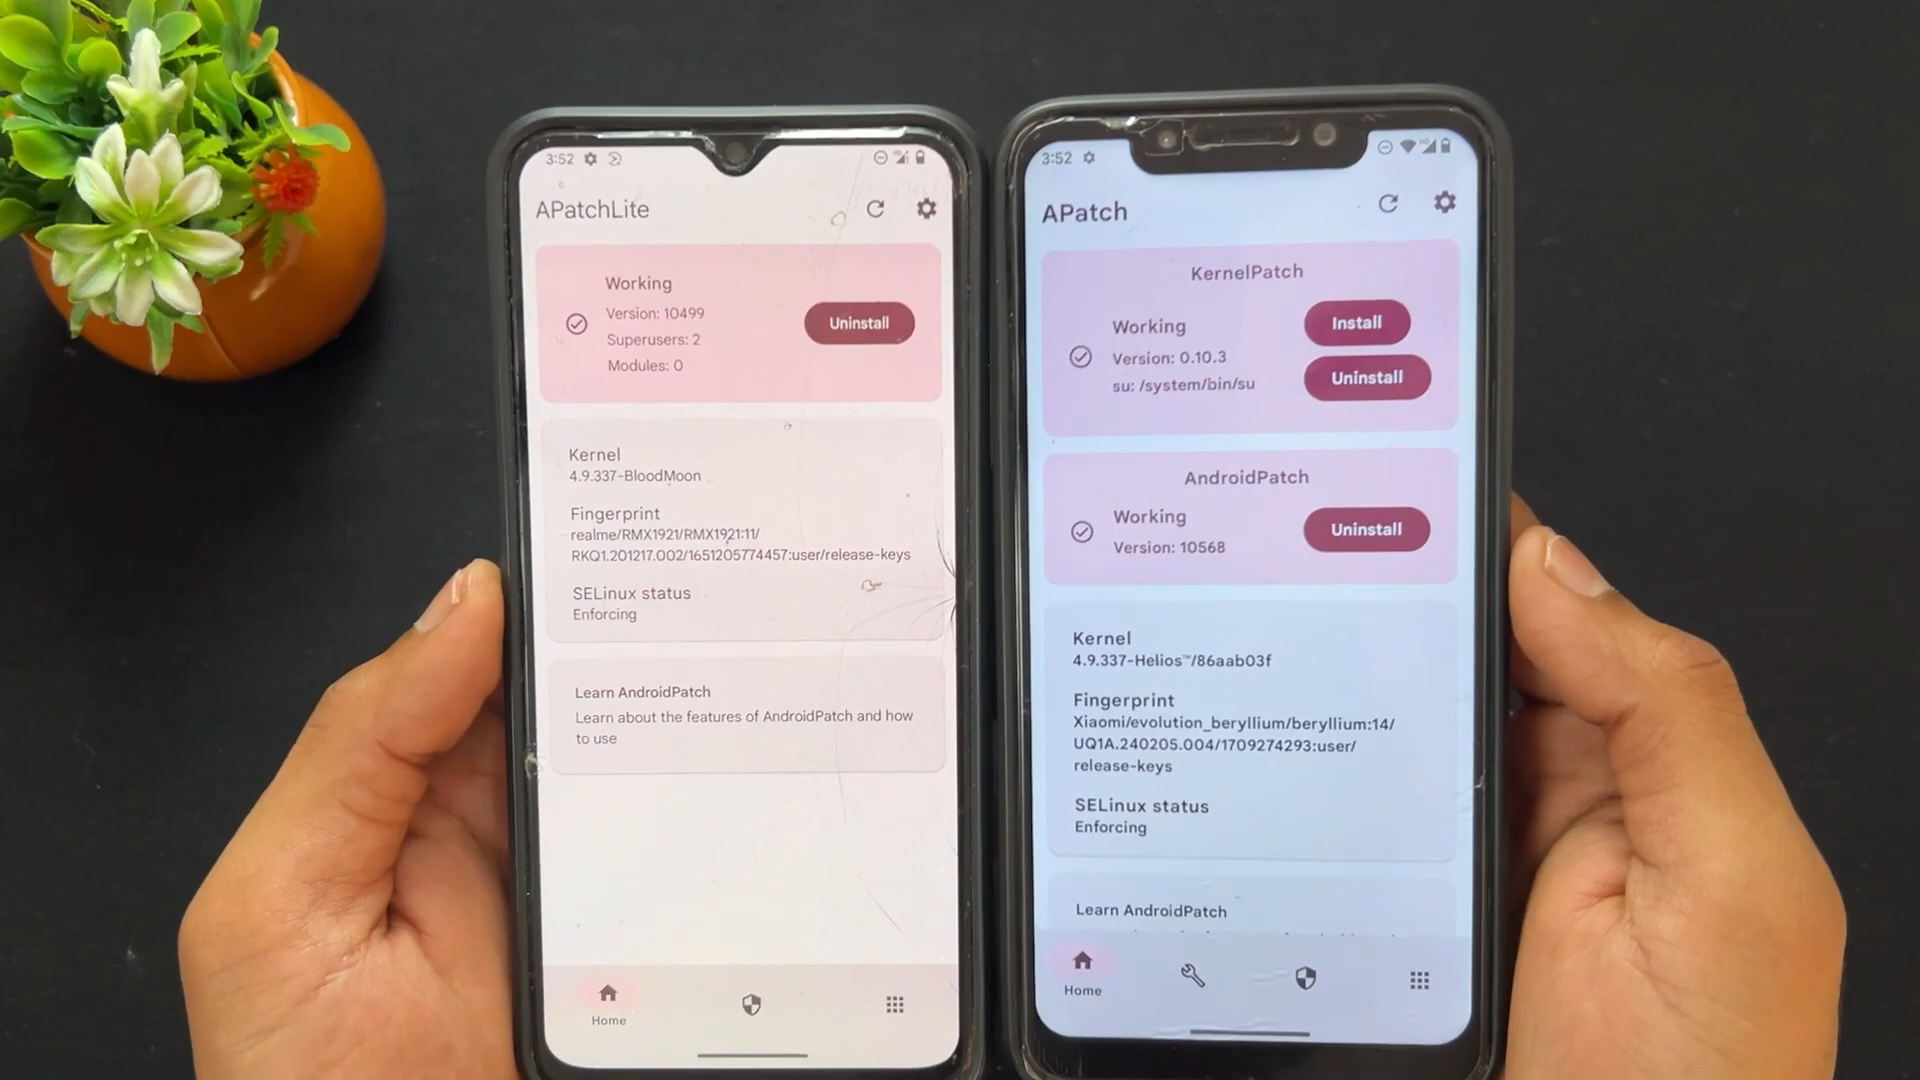 3:52
APatchLite
Working
Version: 10499
Superusers: 2
Modules: 0
Uninstall
Kernel
4.9.337-BloodMoon
Fingerprint
realme/RMX1921/RMX1921:11/
RKQ1.201217.002/1651205774457:user/release-keys
SELinux status
Enforcing
Learn AndroidPatch
Learn about the features of AndroidPatch and how
to use
Home
3:52
APatch
KernelPatch
Working
Version: 0.10.3
su: /system/bin/su
Install
Uninstall
AndroidPatch
Working
Version: 10568
Uninstall
Kernel
4.9.337-Helios™/86aab03f
Fingerprint
Xiaomi/evolution_beryllium/beryllium:14/
UQ1A.240205.004/1709274293:user/
release-keys
SELinux status
Enforcing
Learn AndroidPatch
Home